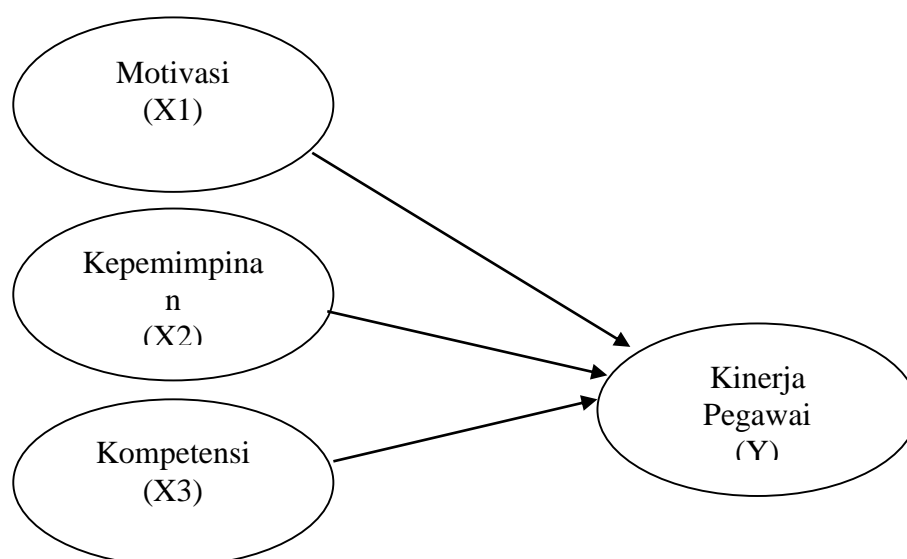 Motivasi
(X1)
Kepemimpina
n
(X2)
Kompetensi
(X3)
Kinerja
Pegawai
(Y)